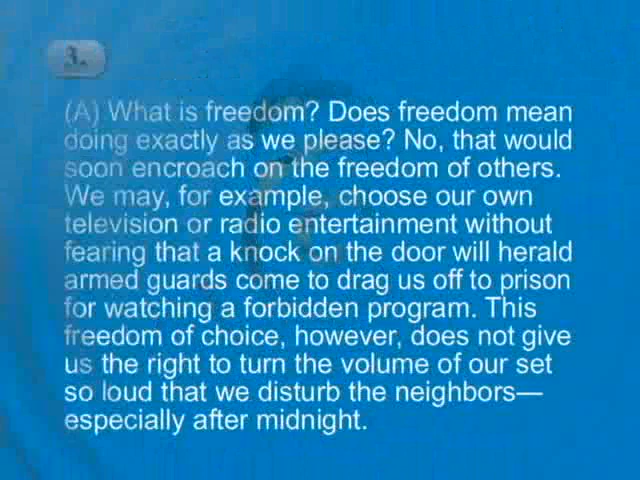 3.
(A) What is freedom? Does freedom mean
doing exactly as we please? No, that would
soon encroach on the freedom of others.
We may, for example, choose our own
television or radio entertainment without
fearing that a knock on the door will herald
armed guards come to drag us off to prison
for watching a forbidden program. This
freedom of choice, however, does not give
us the right to turn the volume of our set
so loud that we disturb the neighbors—
especially after midnight.